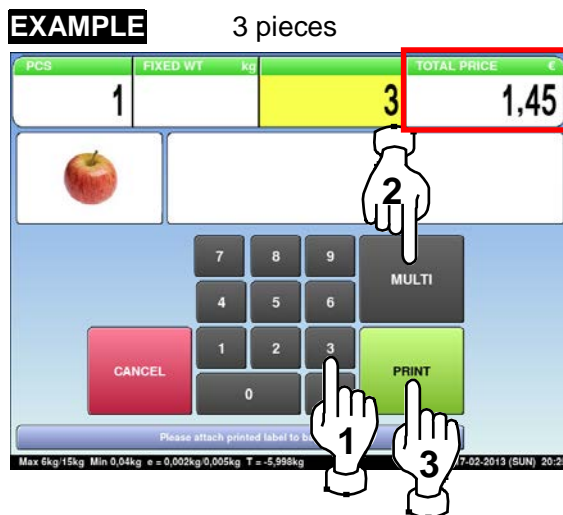 EXAMPLE 3 pieces
PCS FIXED WT kg TOTAL PRICE €
1 3 1,45
2
7 8 9 MULTI
4 5 6
1 2 3
CANCEL PRINT
0
Please attach printed label to
1 3
Max 6kg/15kg Min 0,04kg e = 0,002kg/0,005kg T = -5,998kg 7-02-2013 (SUN) 20:2